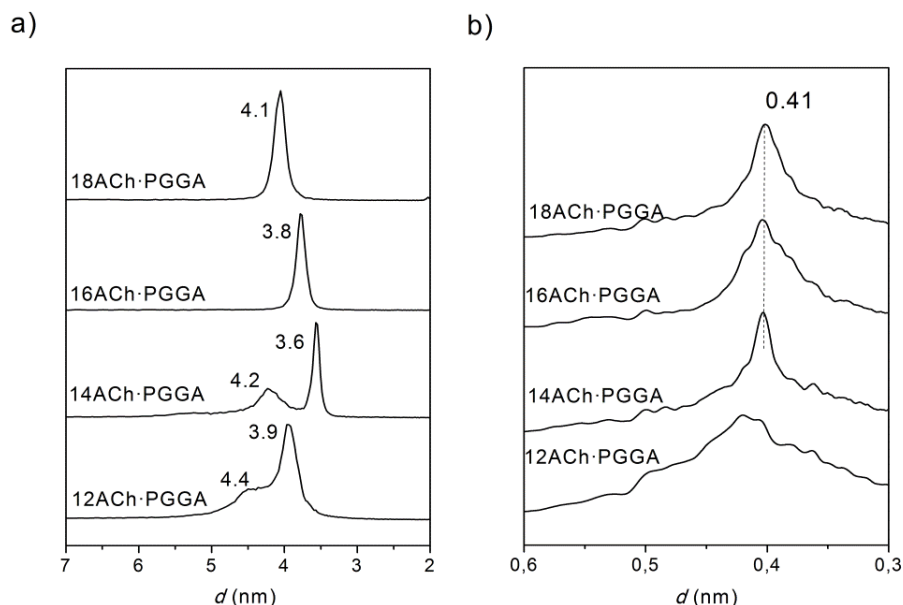 a)
4.1
18ACh·PGGA
3.8
16ACh·PGGA
3.6
4.2
14ACh·PGGA
3.9
4.4
12ACh·PGGA
7 6 5 4 3 2
d (nm)
b)
0.41
18ACh·PGGA
16ACh·PGGA
14ACh·PGGA
12ACh·PGGA
0,6 0,5 0,4 0,3
d (nm)